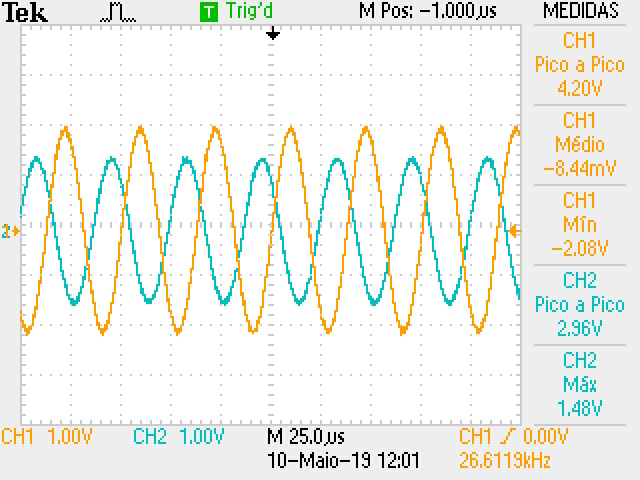 Tek T Trig'd M Pos: -1.000µs MEDIDAS
CH1
Pico a Pico
4.20V
CH1
Médio
-8.44mV
CH1
Mín
-2.08V
CH2
Pico a Pico
2.96V
CH2
Máx
1.48V
2
CH1 1.00V CH2 1.00V M 25.0µs CH1 0.00V
10-Maio-19 12:01 26.6119kHz